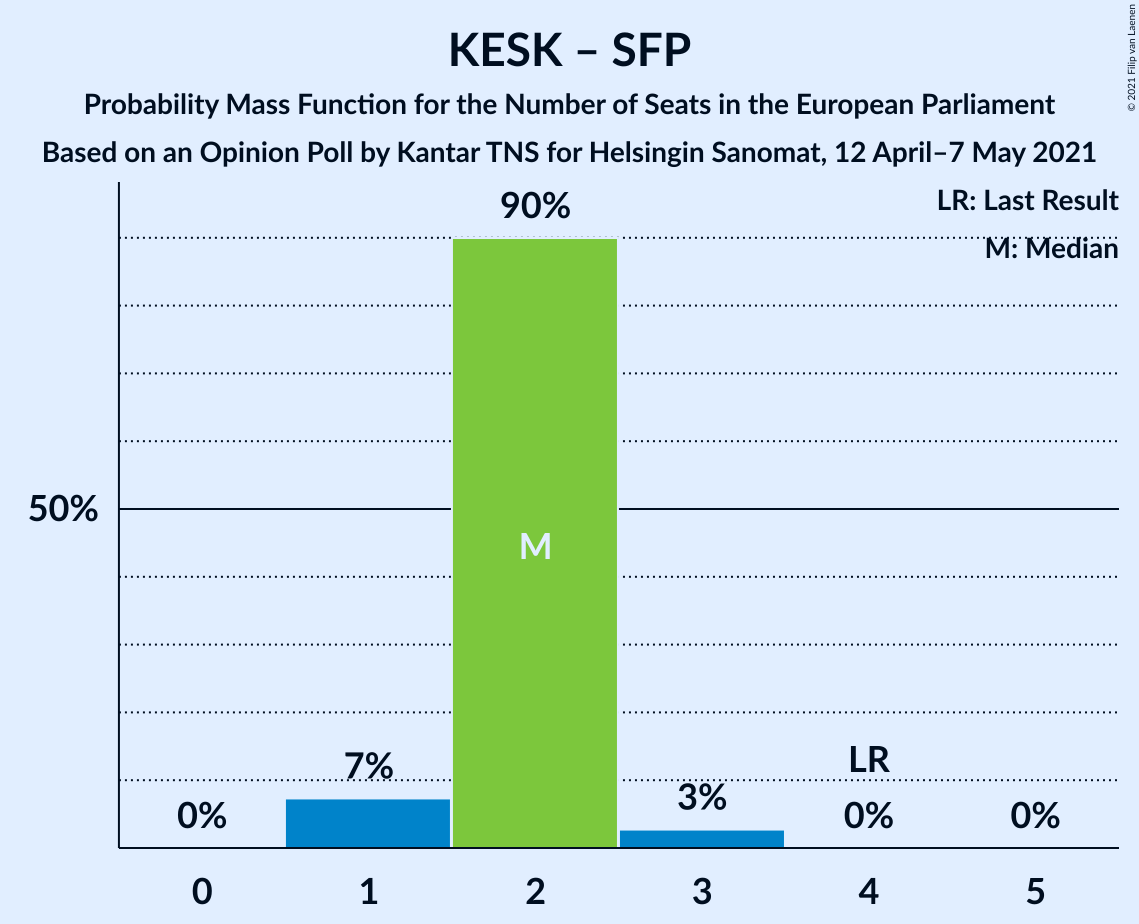 KESK – SFP
Probability Mass Function for the Number of Seats in the European Parliament
Based on an Opinion Poll by Kantar TNS for Helsingin Sanomat, 12 April–7 May 2021
© 2021 Filip van Laenen
LR: Last Result
M: Median
90%
50%
M
7%
LR
3%
0%
0%
0%
0 1 2 3 4 5